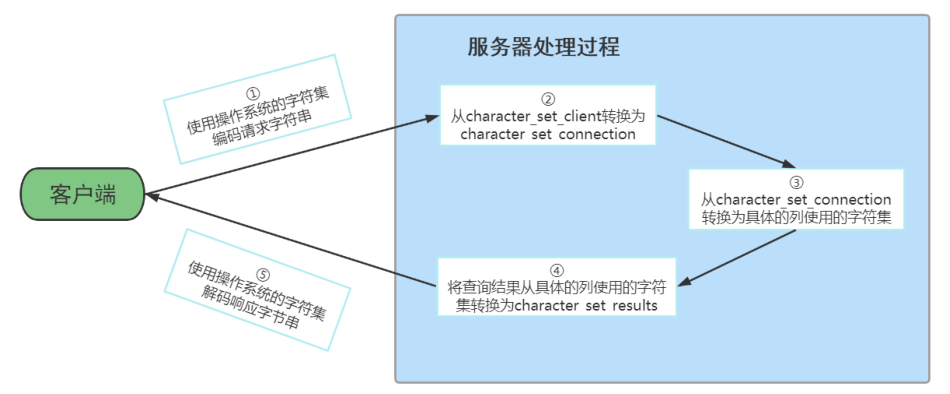 服务器处理过程
①
使用操作系统的字符集
编码请求字符串
②
从character_set_client转换为
character_set_connection
客户端
③
从character_set_connection
转换为具体的列使用的字符集
④
将查询结果从具体的列使用的字符
集转换为character_set_results
⑤
使用操作系统的字符集
解码响应字节串